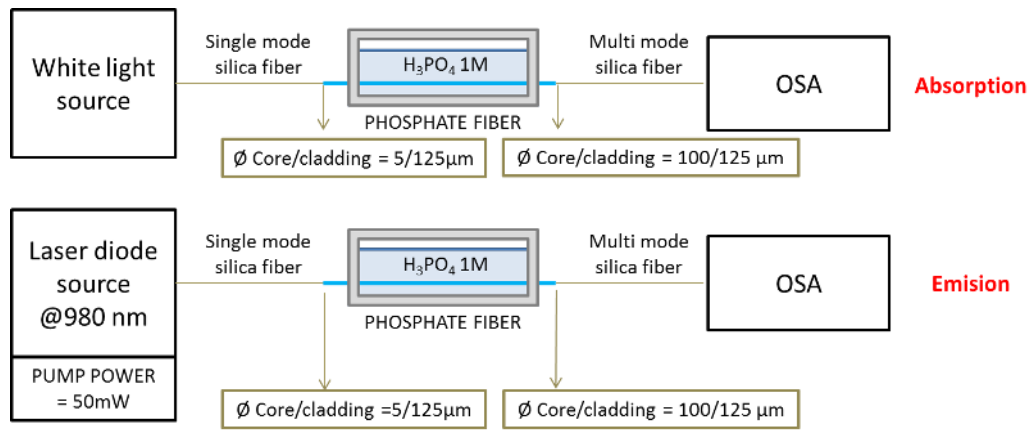 White light
source
Single mode
silica fiber
H₃PO₄ 1M
PHOSPHATE FIBER
Multi mode
silica fiber
OSA
Absorption
Ø Core/cladding = 5/125µm
Ø Core/cladding = 100/125 µm
Laser diode
source
@980 nm
PUMP POWER
= 50mW
Single mode
silica fiber
H₃PO₄ 1M
PHOSPHATE FIBER
Multi mode
silica fiber
OSA
Emision
Ø Core/cladding =5/125µm
Ø Core/cladding = 100/125 µm